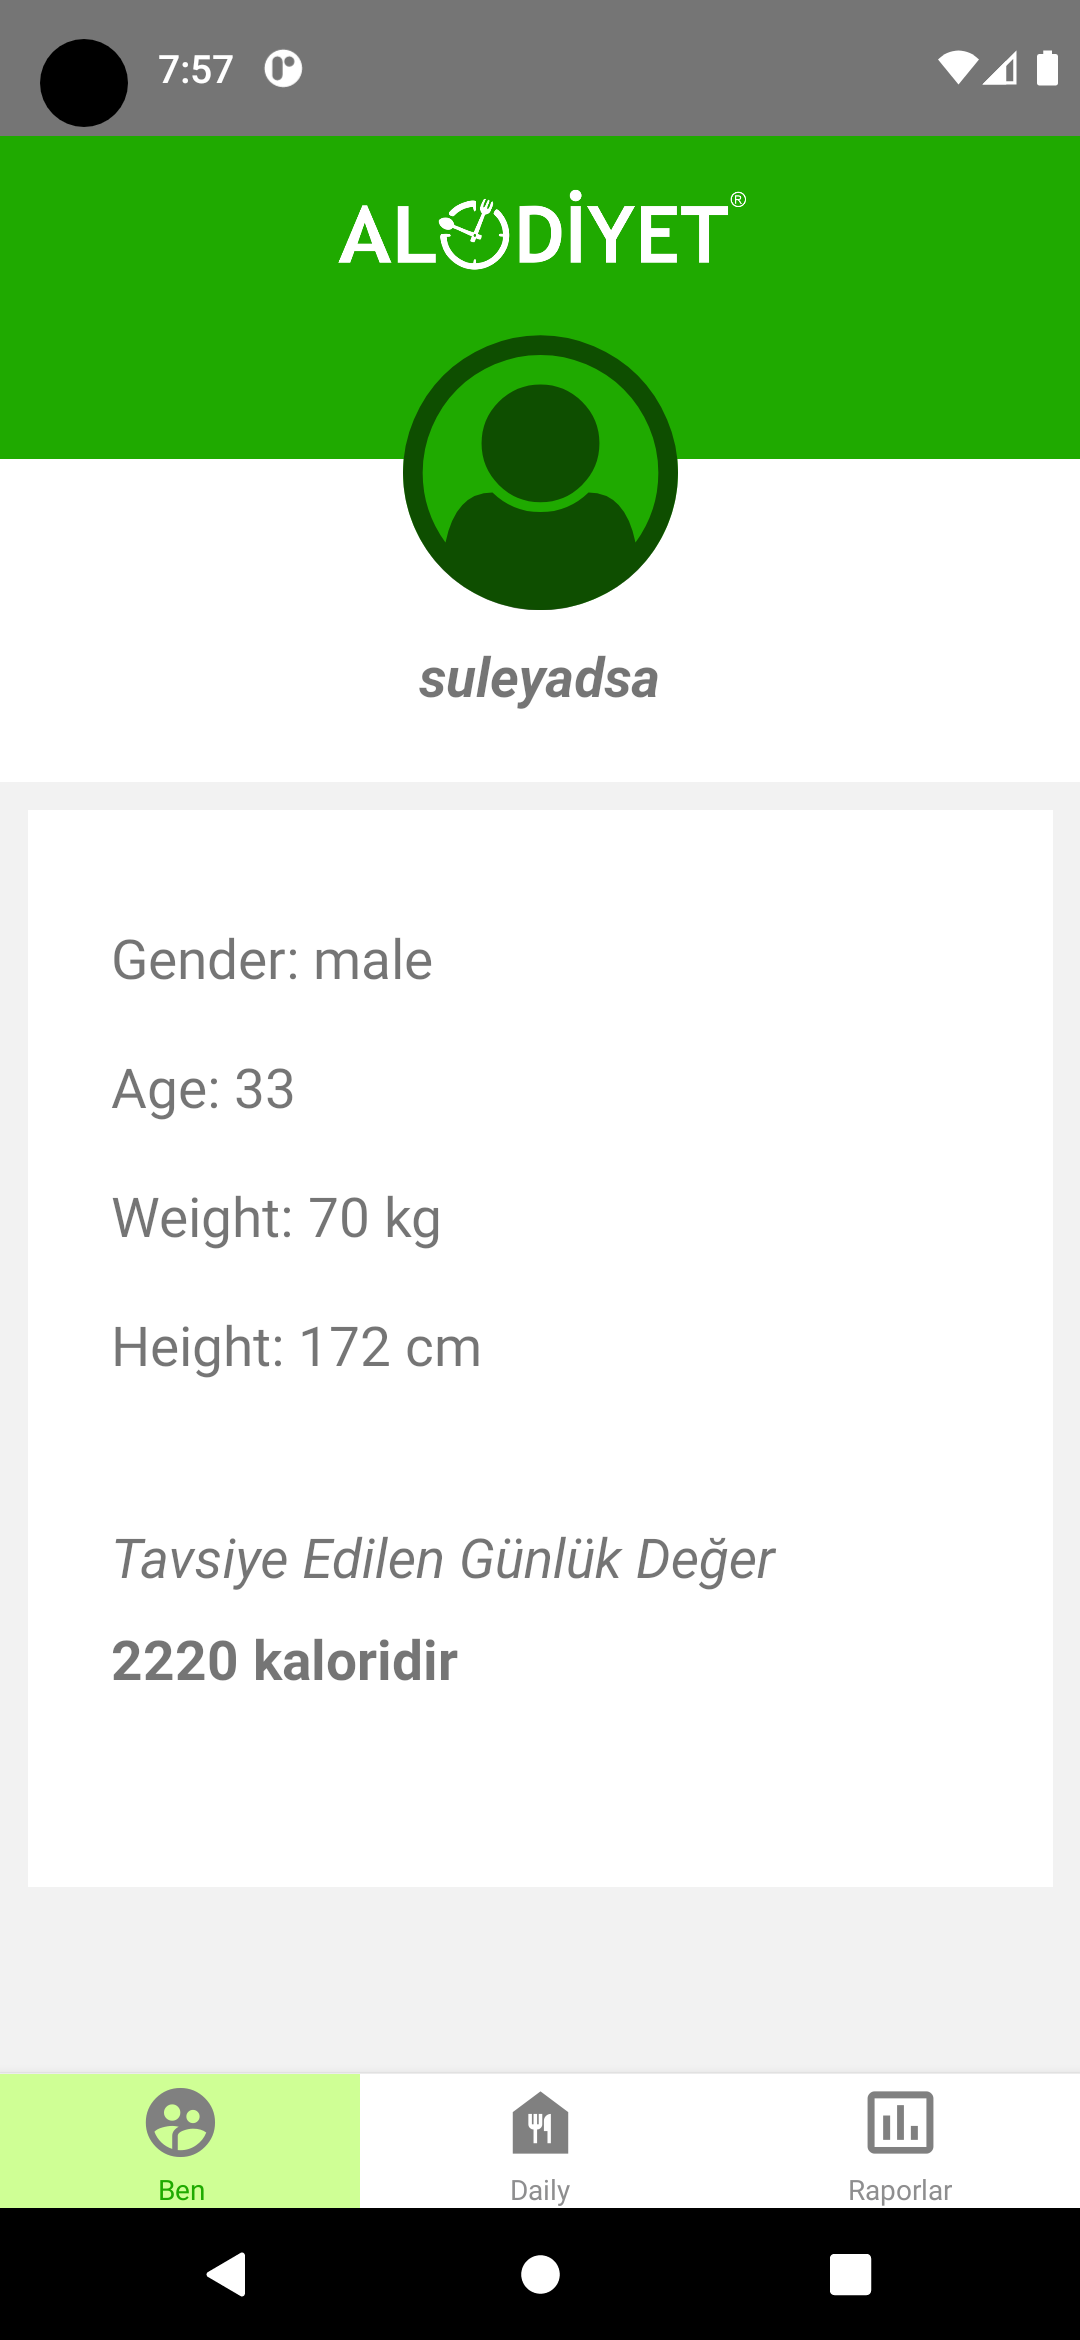 7:57
ALODİYET®
suleyadsa
Gender: male
Age: 33
Weight: 70 kg
Height: 172 cm
Tavsiye Edilen Günlük Değer
2220 kaloridir
Ben
Daily
Raporlar